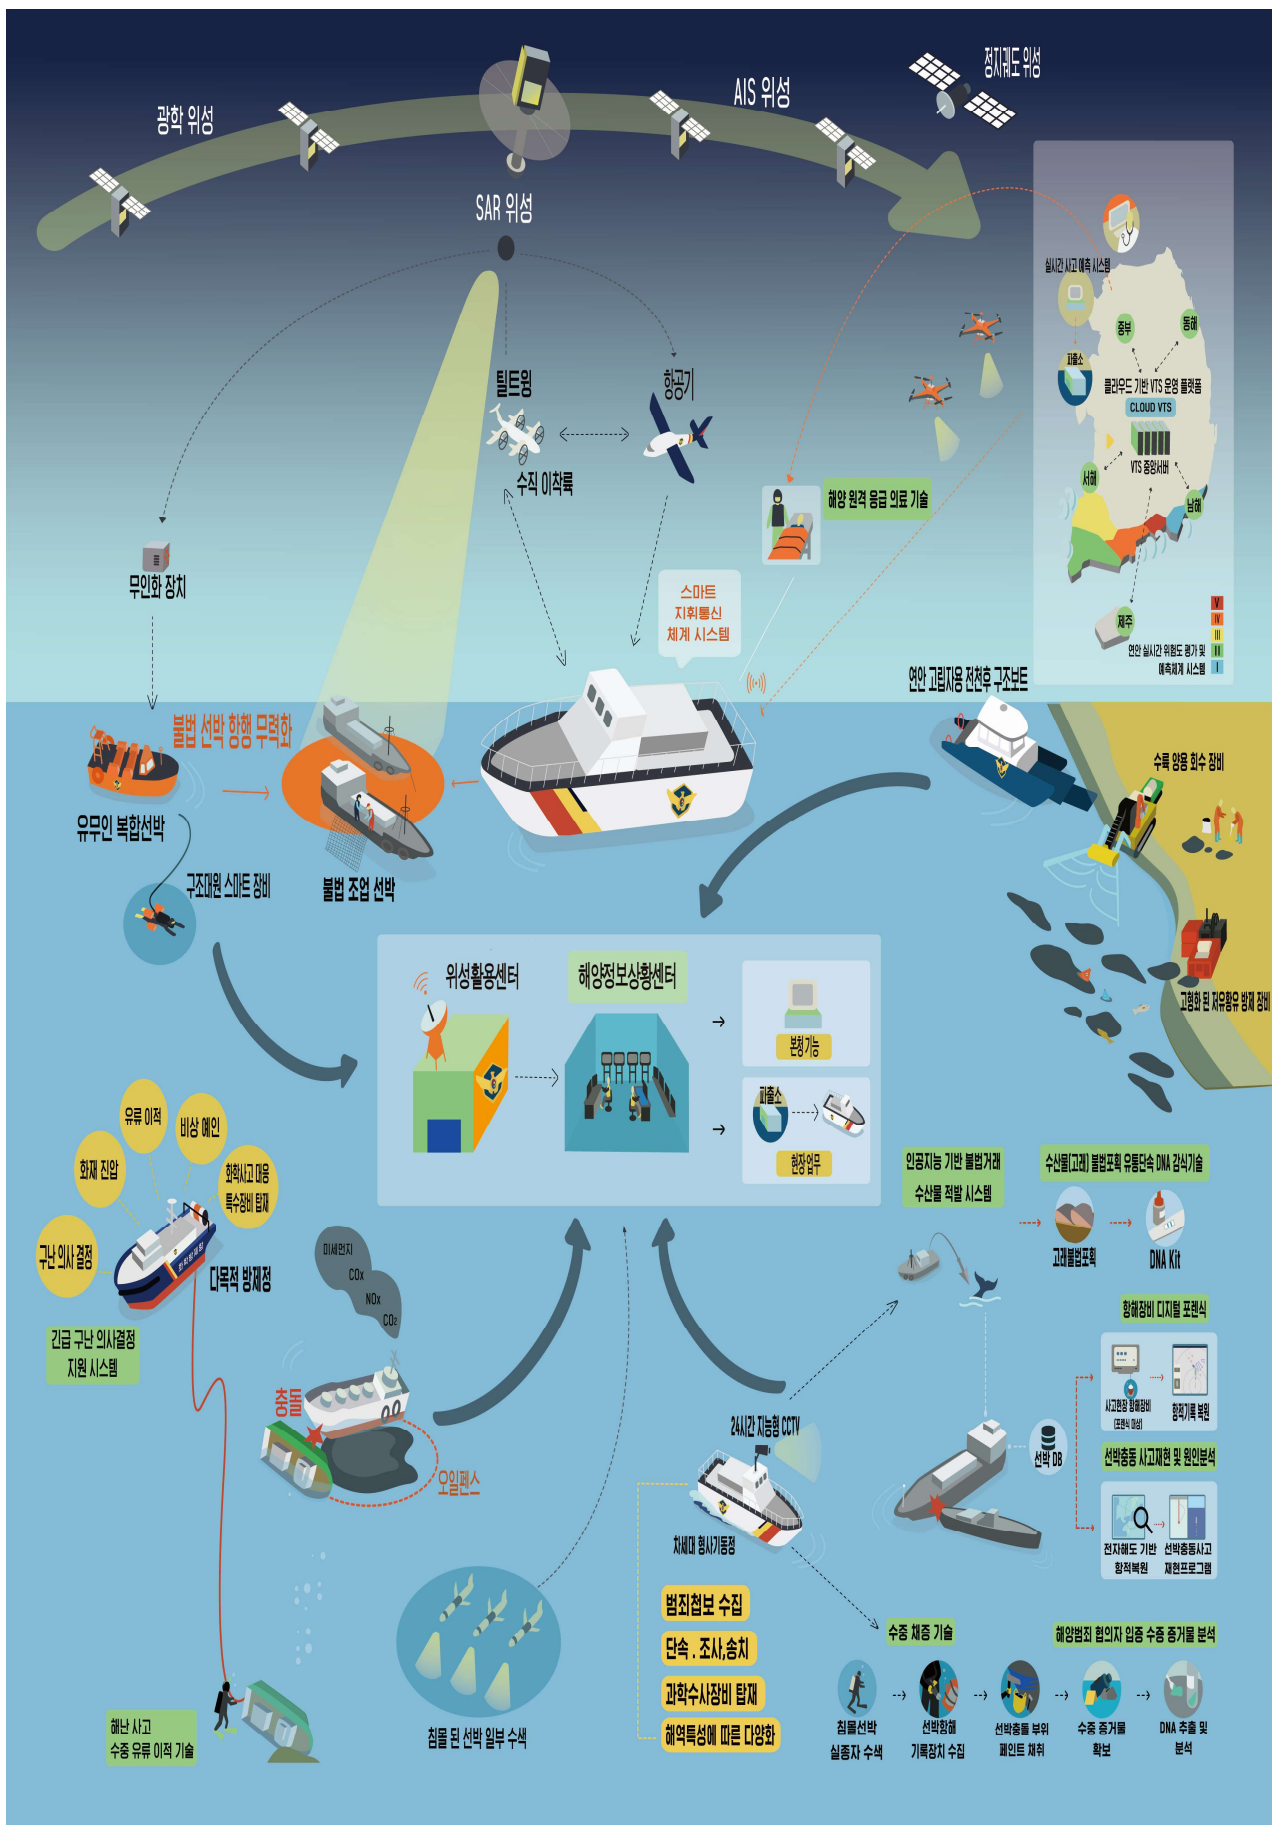 정지궤도 위성
AIS 위성
광학 위성
SAR 위성
실시간 사고 예측 시스템
중부
동해
파출소
클라우드 기반 VTS 운영 플랫폼
CLOUD VTS
VTS 중앙서버
서해
남해
제주
연안 실시간 위험도 평가 및
예측체계 시스템
V
IV
III
II
I
틸트윙
항공기
수직 이착륙
해양 원격 응급 의료 기술
무인화 장치
스마트
지휘통신
체계 시스템
연안 고립자용 전천후 구조보트
불법 선박 항행 무력화
수륙 양용 회수 장비
유무인 복합선박
구조대원 스마트 장비
불법 조업 선박
고형화 된 저유황유 방제 장비
위성활용센터
해양정보상황센터
본청기능
파출소
현장업무
유류 이적
비상 예인
화재 진압
화학사고 대응
특수장비 탑재
구난 의사 결정
화학방제함
다목적 방제정
긴급 구난 의사결정
지원 시스템
미세먼지
COx
NOx
CO₂
충돌
오일펜스
인공지능 기반 불법거래
수산물 적발 시스템
수산물(고래) 불법포획 유통단속 DNA 감식기술
고래불법포획
DNA Kit
항해장비 디지털 포렌식
사고현장 항해장비
(포렌식 대상)
항적기록 복원
선박 DB
선박충동 사고재현 및 원인분석
전자해도 기반
항적복원
선박충동사고
재현프로그램
24시간 지능형 CCTV
차세대 형사기동정
범죄첩보 수집
단속 . 조사,송치
과학수사장비 탑재
해역특성에 따른 다양화
수중 채증 기술
해양범죄 혐의자 입증 수중 증거물 분석
침몰선박
실종자 수색
선박항해
기록장치 수집
선박충돌 부위
페인트 채취
수중 증거물
확보
DNA 추출 및
분석
해난 사고
수중 유류 이적 기술
침몰 된 선박 일부 수색